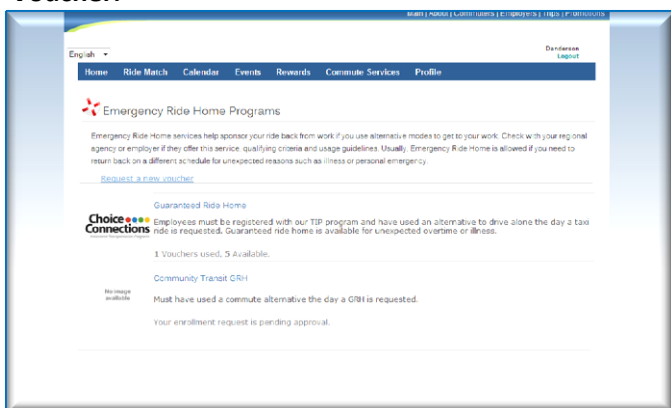 Voucher.
Main | About | Commuters | Employers | Trips | Promotions
Danderson
English
Logout
Home Ride Match Calendar Events Rewards Commute Services Profile
Emergency Ride Home Programs
Emergency Ride Home services help sponsor your ride back from work if you use alternative modes to get to your work. Check with your regional
agency or employer if they offer this service, qualifying criteria and usage guidelines. Usually, Emergency Ride Home is allowed if you need to
return back on a different schedule for unexpected reasons such as illness or personal emergency.
Request a new voucher
Guaranteed Ride Home
Choice
Connections
Employees must be registered with our TIP program and have used an alternative to drive alone the day a taxi
ride is requested. Guaranteed ride home is available for unexpected overtime or illness.
1 Vouchers used, 5 Available.
Community Transit GRH
No image
available
Must have used a commute alternative the day a GRH is requested.
Your enrollment request is pending approval.